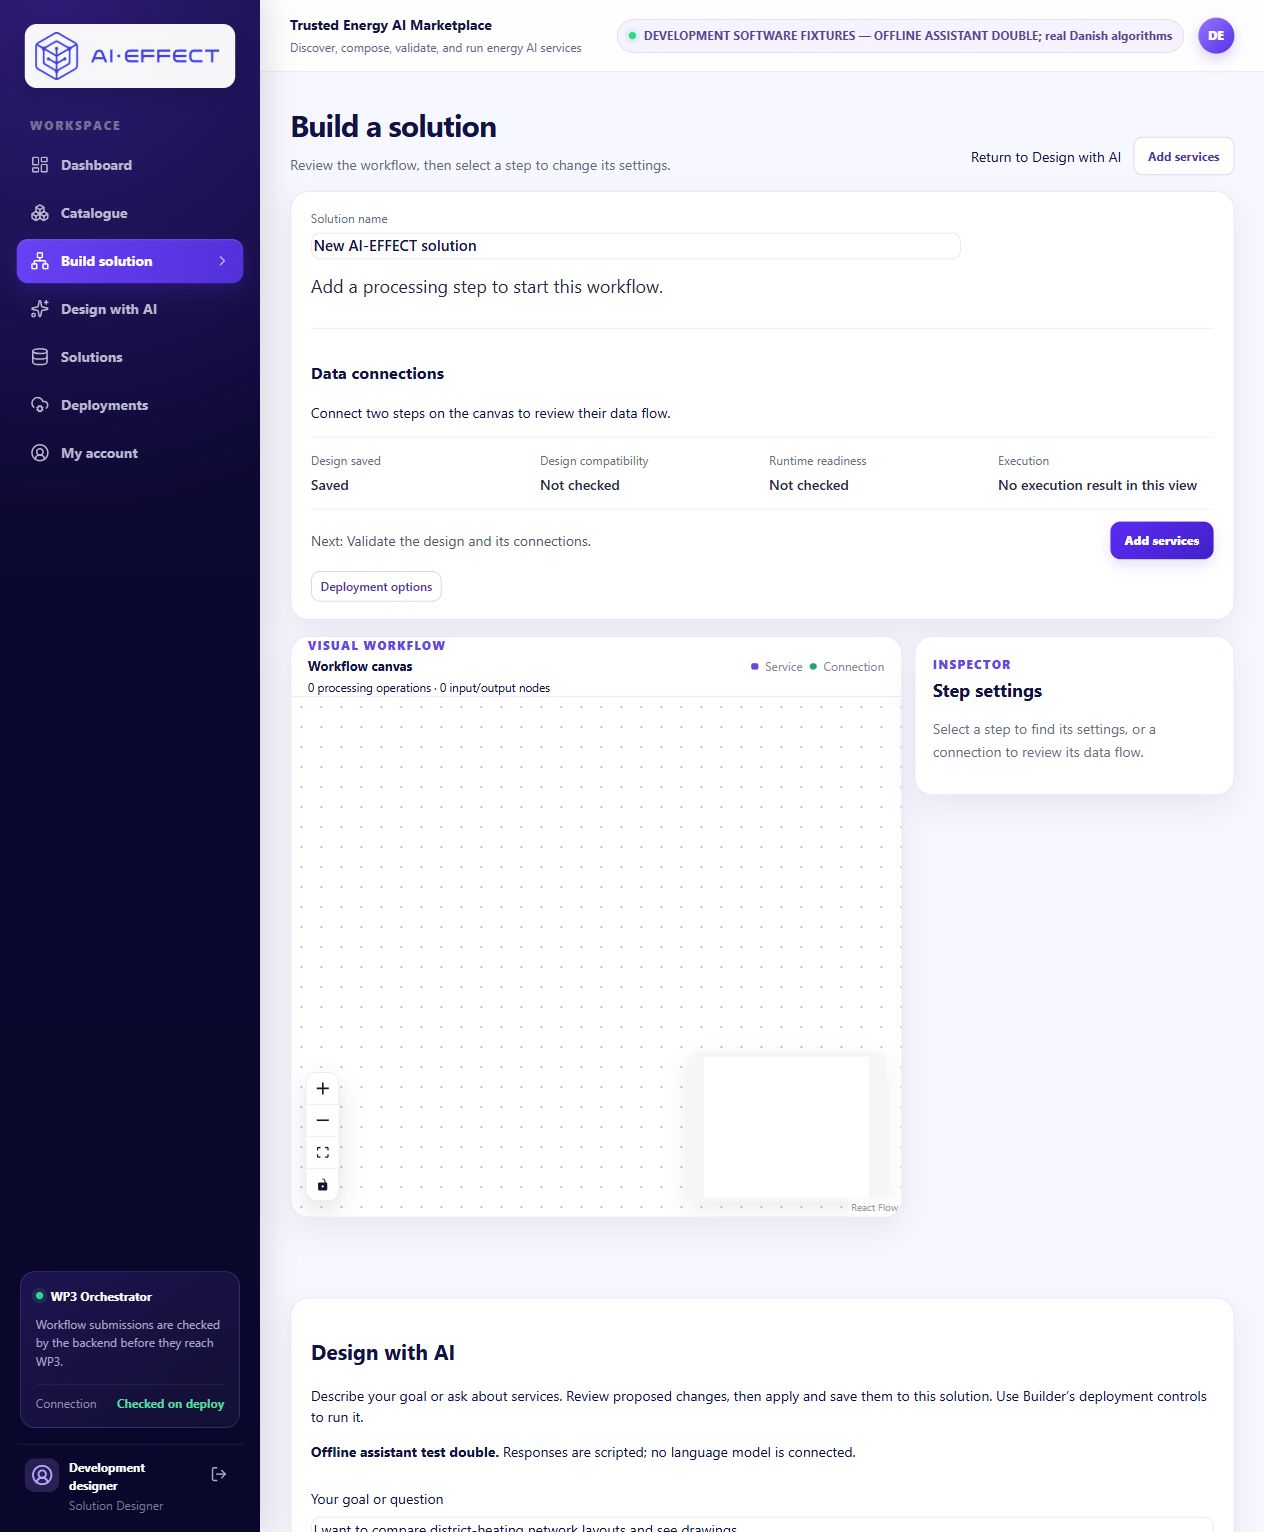 AI·EFFECT
WORKSPACE
Dashboard
Catalogue
Build solution
Design with AI
Solutions
Deployments
My account
WP3 Orchestrator
Workflow submissions are checked
by the backend before they reach
WP3.
Connection Checked on deploy
Development
designer
Solution Designer
Trusted Energy AI Marketplace
Discover, compose, validate, and run energy AI services
DEVELOPMENT SOFTWARE FIXTURES — OFFLINE ASSISTANT DOUBLE; real Danish algorithms
DE
Build a solution
Review the workflow, then select a step to change its settings.
Return to Design with AI
Add services
Solution name
New AI-EFFECT solution
Add a processing step to start this workflow.
Data connections
Connect two steps on the canvas to review their data flow.
Design saved Design compatibility Runtime readiness Execution
Saved Not checked Not checked No execution result in this view
Next: Validate the design and its connections.
Add services
Deployment options
VISUAL WORKFLOW
Workflow canvas
Service Connection
0 processing operations · 0 input/output nodes
React Flow
INSPECTOR
Step settings
Select a step to find its settings, or a
connection to review its data flow.
Design with AI
Describe your goal or ask about services. Review proposed changes, then apply and save them to this solution. Use Builder’s deployment controls
to run it.
Offline assistant test double. Responses are scripted; no language model is connected.
Your goal or question
I want to compare district-heating network layouts and see drawings